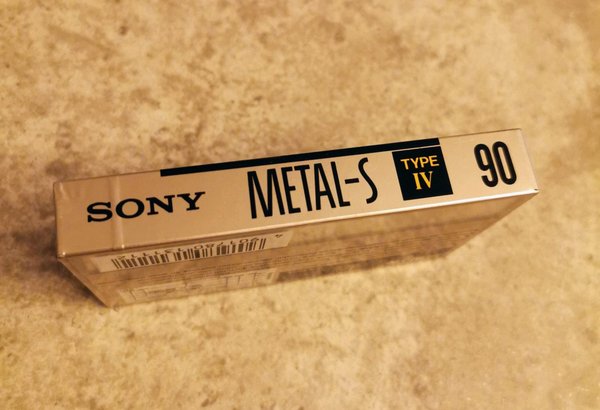 SONY METAL-S TYPE IV 90